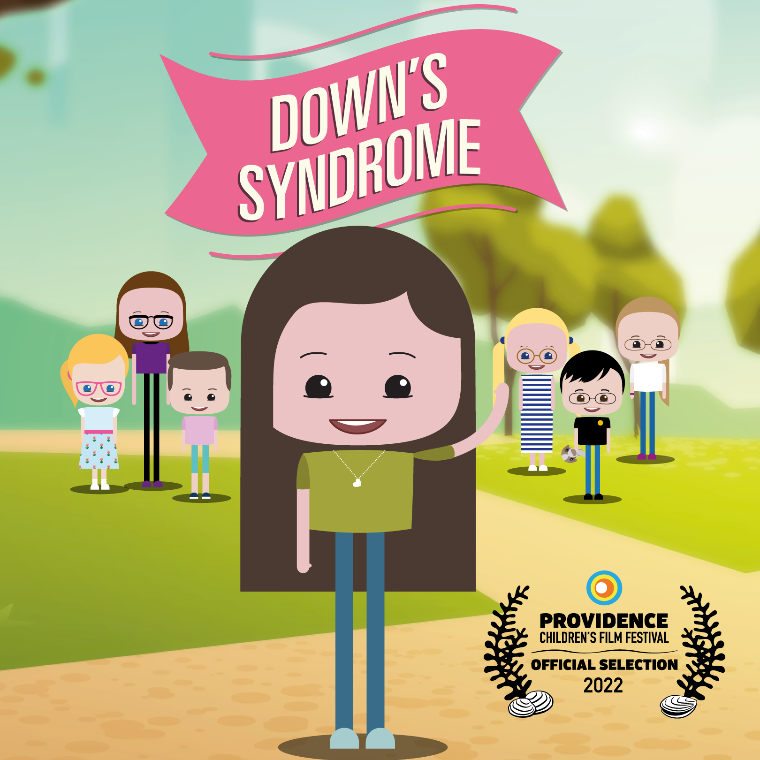 DOWN'S
SYNDROME
PROVIDENCE
CHILDREN'S FILM FESTIVAL
OFFICIAL SELECTION
2022